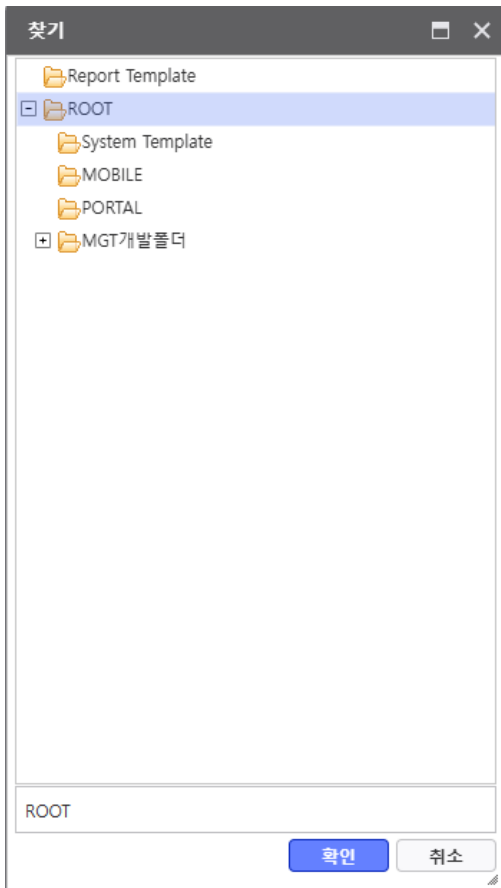 찾기
Report Template
ROOT
System Template
MOBILE
PORTAL
MGT개발폴더
ROOT
확인 취소